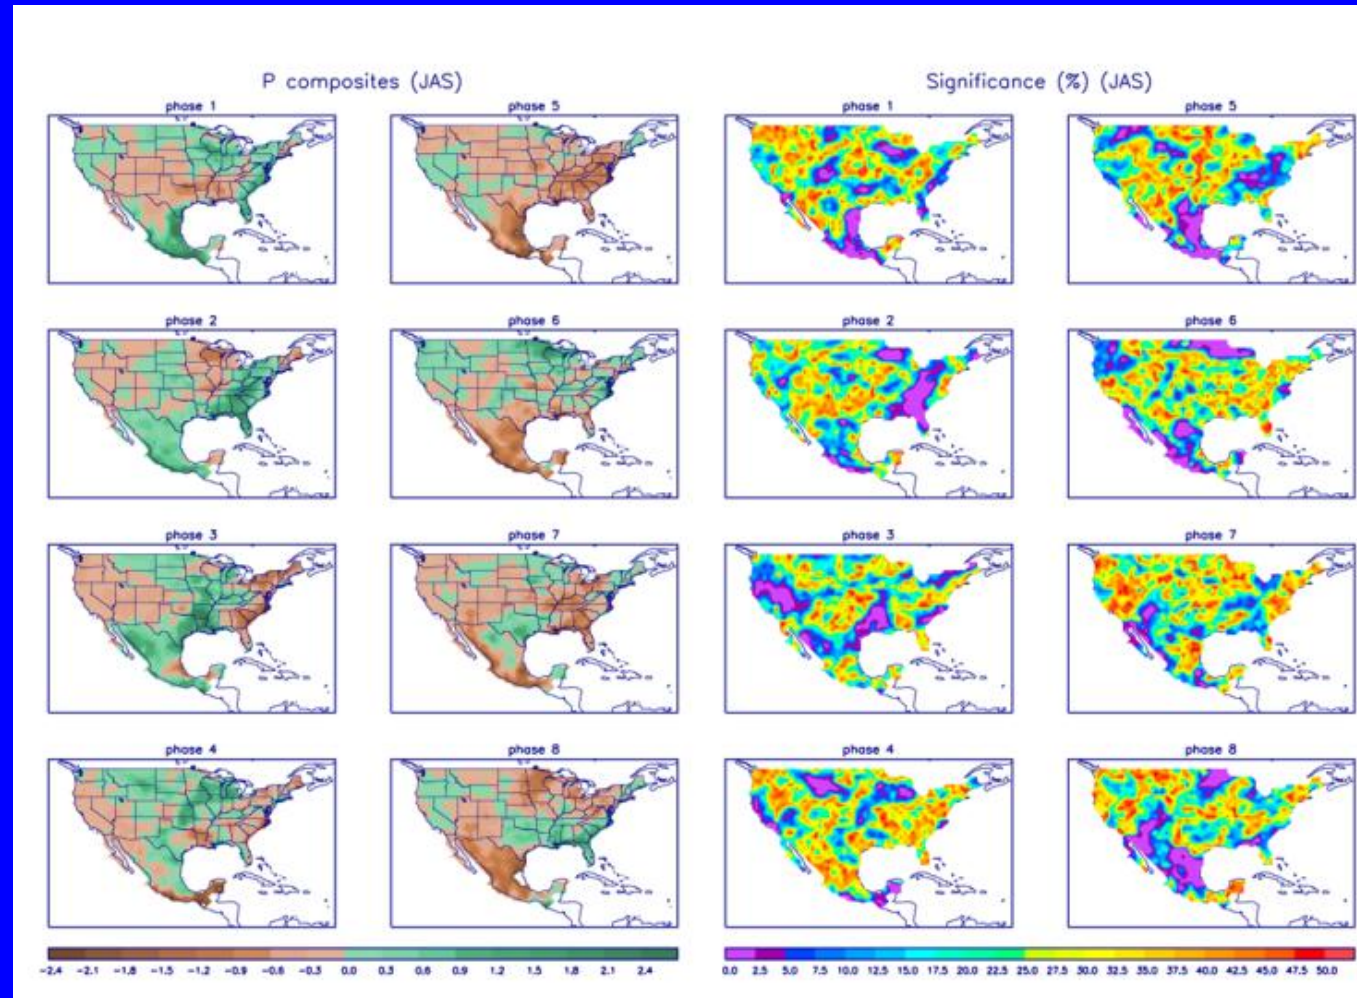 P composites (JAS) Significance (%) (JAS)
phase 1 phase 5 phase 1 phase 5
phase 2 phase 6 phase 2 phase 6
phase 3 phase 7 phase 3 phase 7
phase 4 phase 8 phase 4 phase 8
-2.4 -2.1 -1.8 -1.5 -1.2 -0.9 -0.6 -0.3 0.0 0.3 0.6 0.9 1.2 1.5 1.8 2.1 2.4
0.0 2.5 5.0 7.5 10.0 12.5 15.0 17.5 20.0 22.5 25.0 27.5 30.0 32.5 35.0 37.5 40.0 42.5 45.0 47.5 50.0